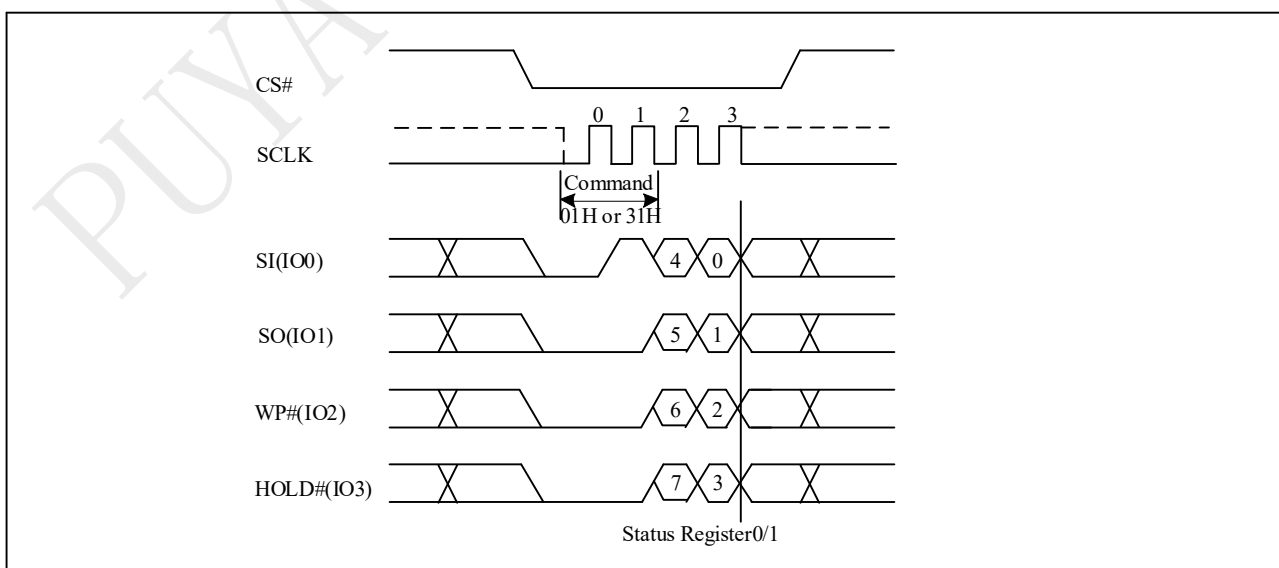 PUYA
CS#
0 1 2 3
SCLK
Command
01H or 31H
SI(IO0) 4 0
SO(IO1) 5 1
WP#(IO2) 6 2
HOLD#(IO3) 7 3
Status Register0/1